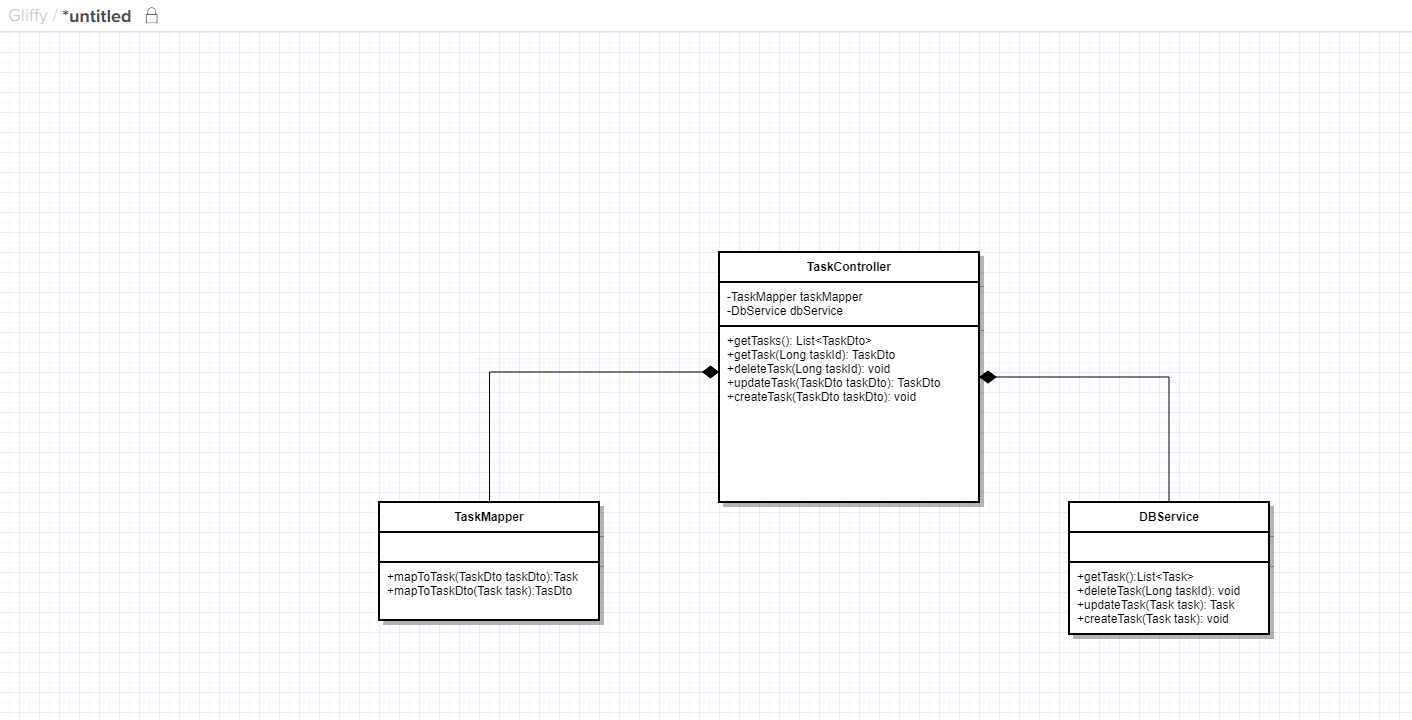 Gliffy / *untitled
TaskController
-TaskMapper taskMapper
-DbService dbService
+getTasks(): List<TaskDto>
+getTask(Long taskId): TaskDto
+deleteTask(Long taskId): void
+updateTask(TaskDto taskDto): TaskDto
+createTask(TaskDto taskDto): void
TaskMapper
+mapToTask(TaskDto taskDto):Task
+mapToTaskDto(Task task):TasDto
DBService
+getTask():List<Task>
+deleteTask(Long taskId): void
+updateTask(Task task): Task
+createTask(Task task): void